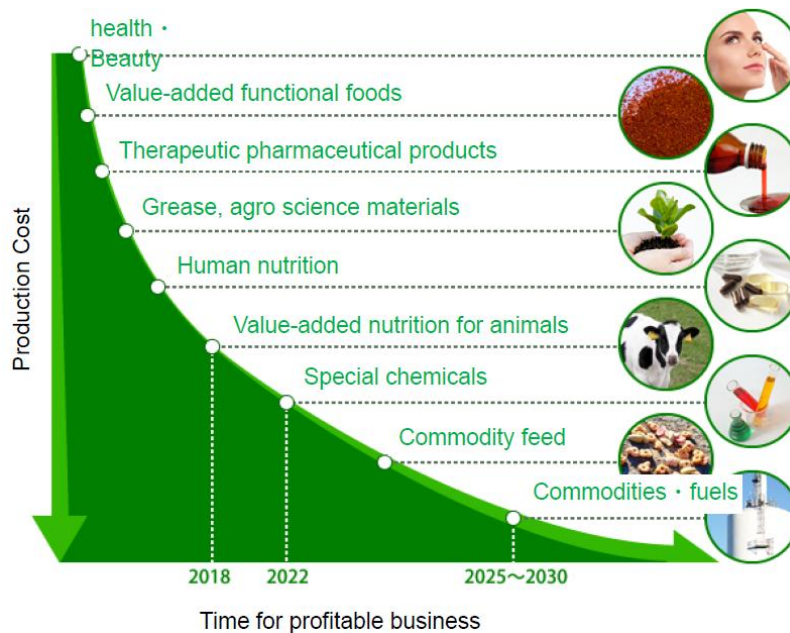 health・
Beauty
Value-added functional foods
Therapeutic pharmaceutical products
Grease, agro science materials
Human nutrition
Value-added nutrition for animals
Special chemicals
Commodity feed
Commodities・fuels
Production Cost
2018
2022
2025～2030
Time for profitable business